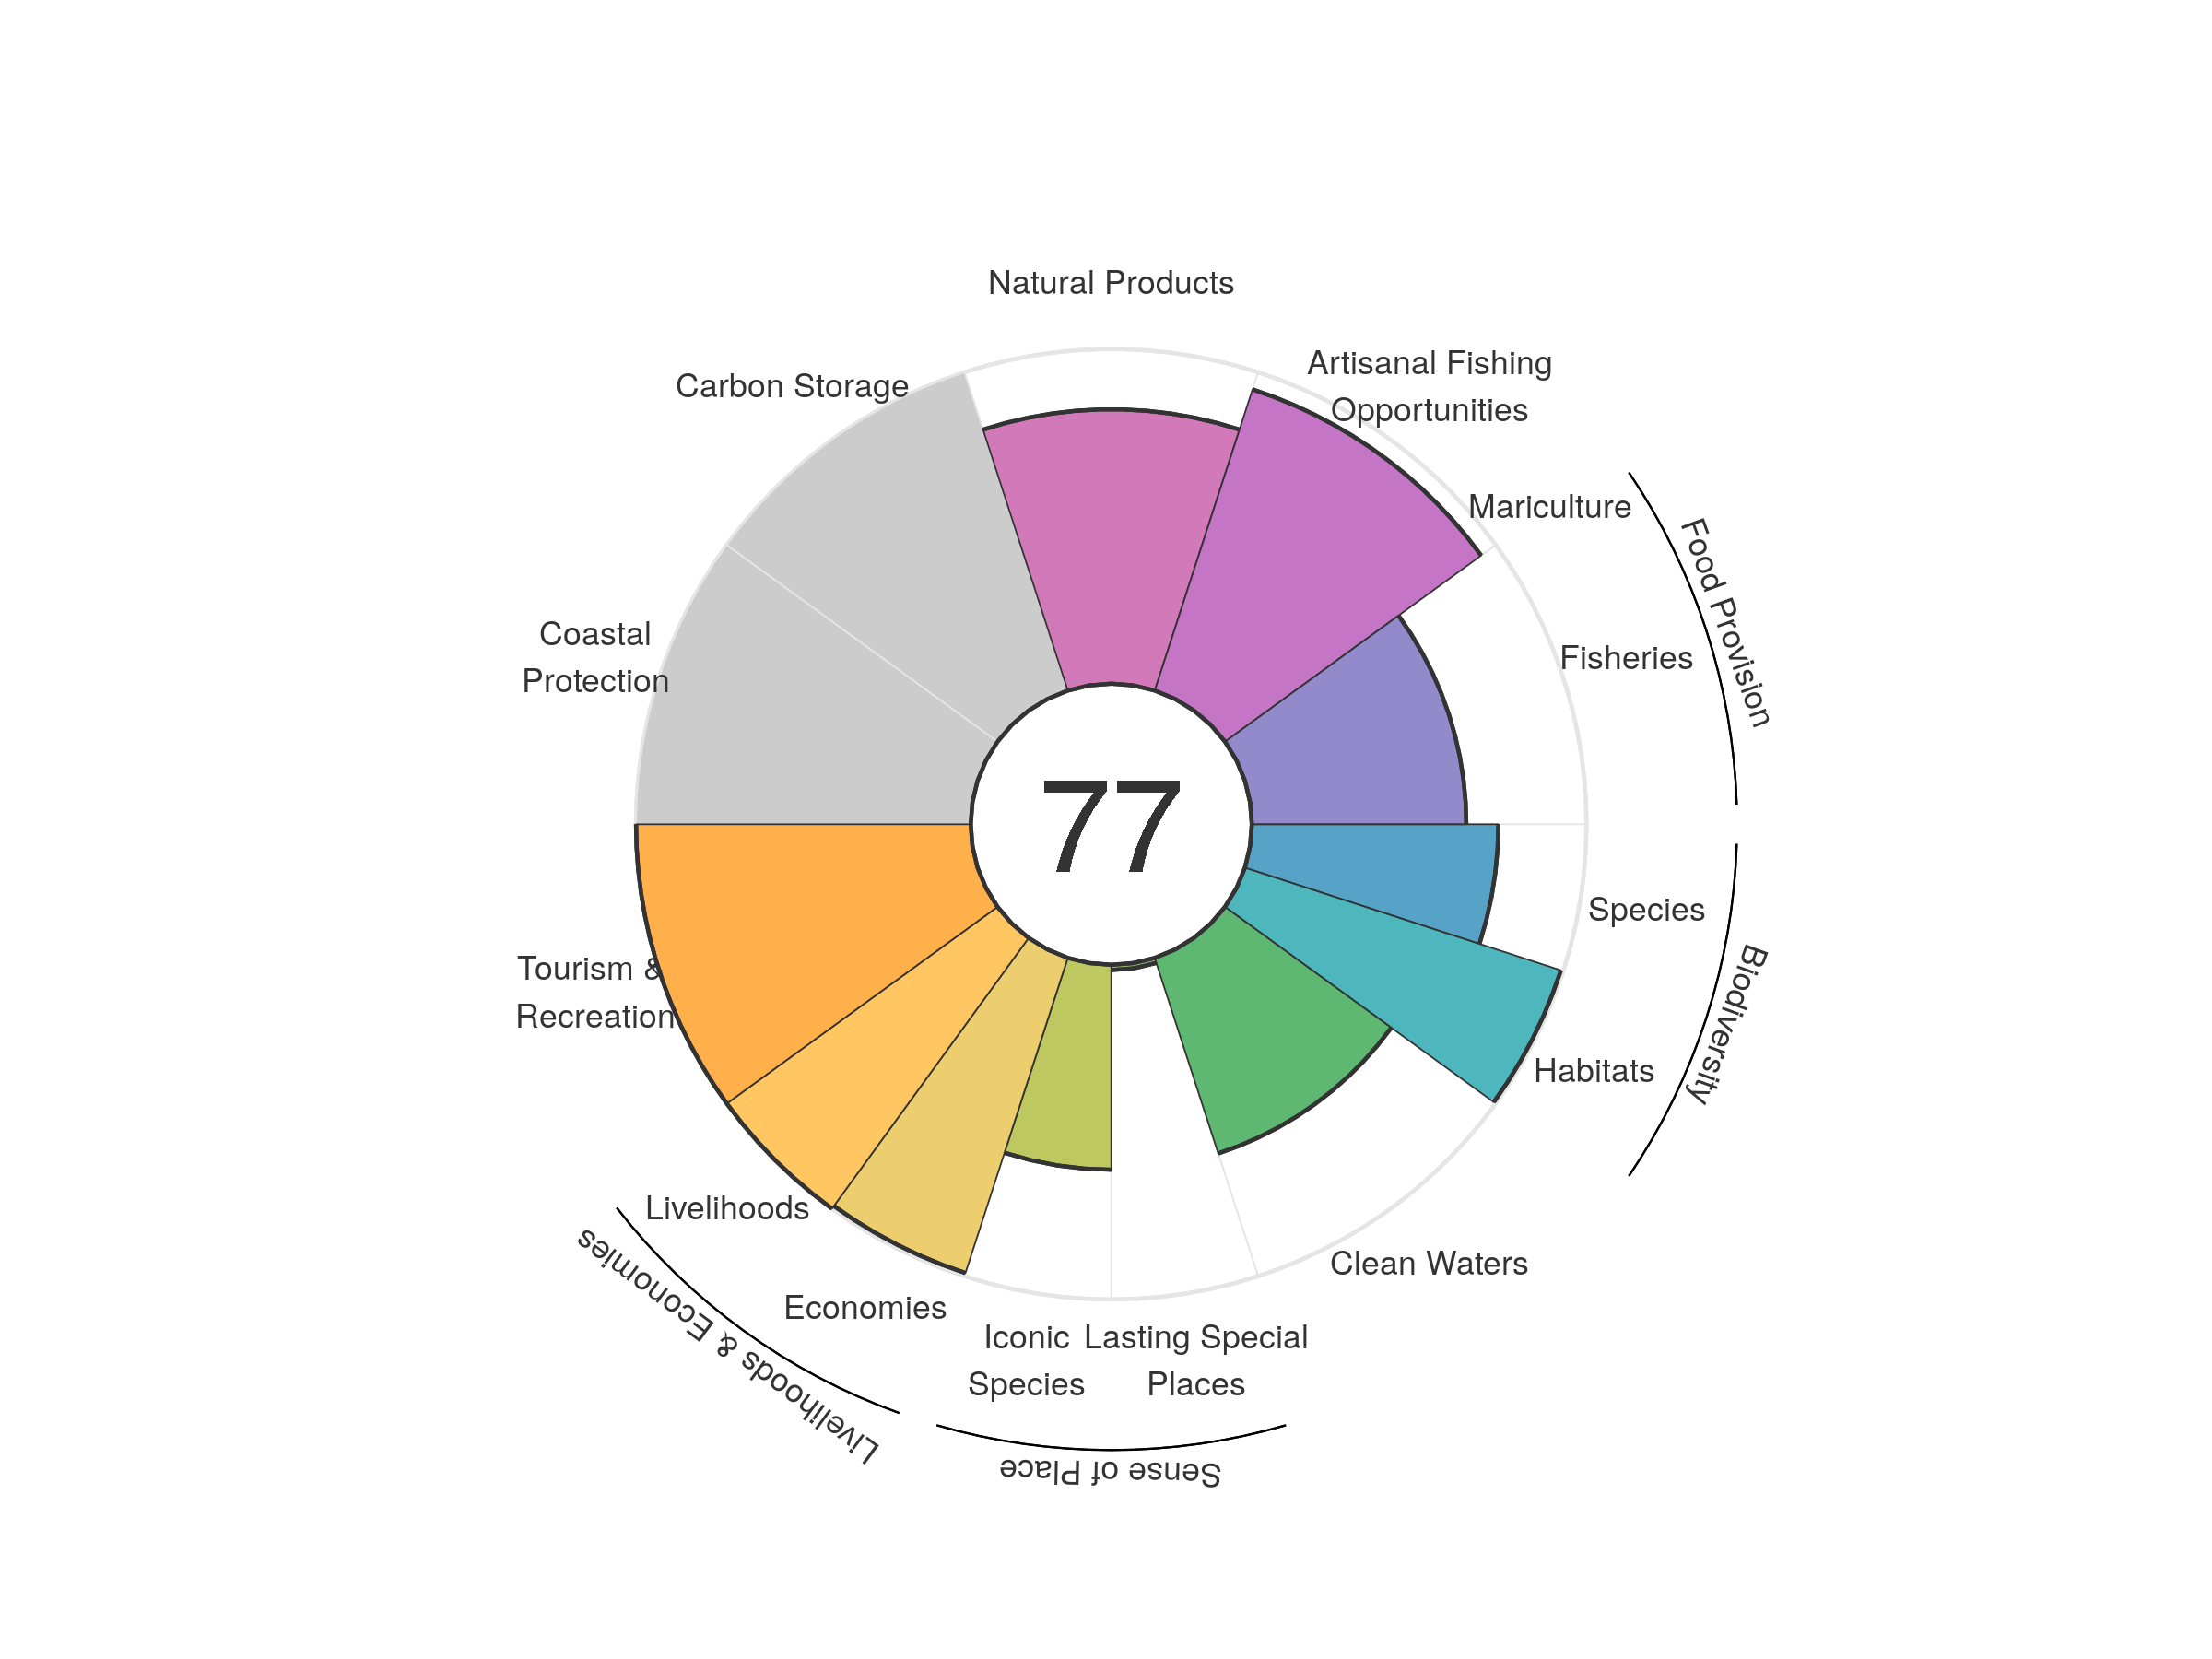 Natural Products
Artisanal Fishing
Opportunities
Carbon Storage
Mariculture
Food Provision
Coastal
Protection
Fisheries
77
Species
Biodiversity
Tourism &
Recreation
Habitats
Livelihoods
Clean Waters
Livelihoods & Economies
Economies
Iconic
Species
Lasting Special
Places
Sense of Place